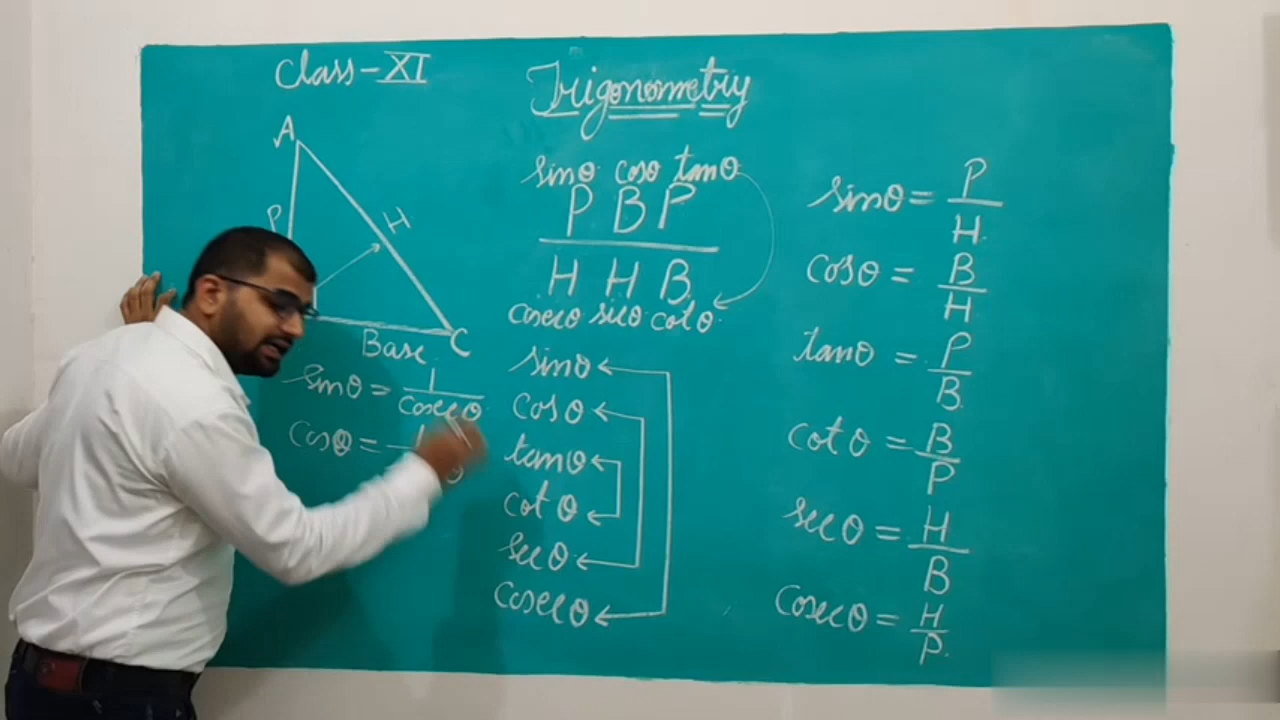 Class-XI
Trigonometry
A
P
H
Base
C
sinθ = 1/cosecθ
cosθ = 1
sinθ cosθ tanθ
P B P
H H B
cosecθ secθ cotθ
sinθ
cosθ
tanθ
cotθ
secθ
cosecθ
sinθ = P/H
cosθ = B/H
tanθ = P/B
cotθ = B/P
secθ = H/B
cosecθ = H/P